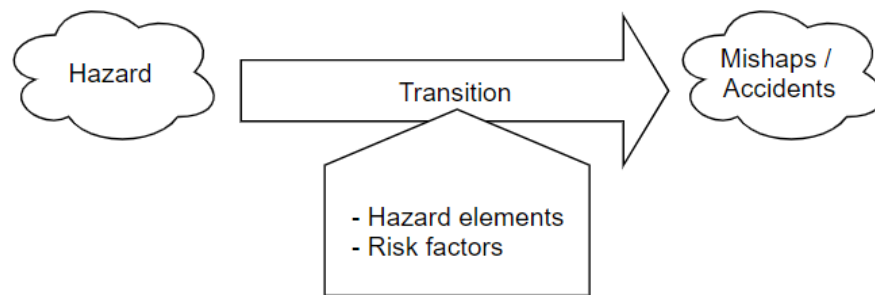 Hazard
Transition
Mishaps /
Accidents
- Hazard elements
- Risk factors